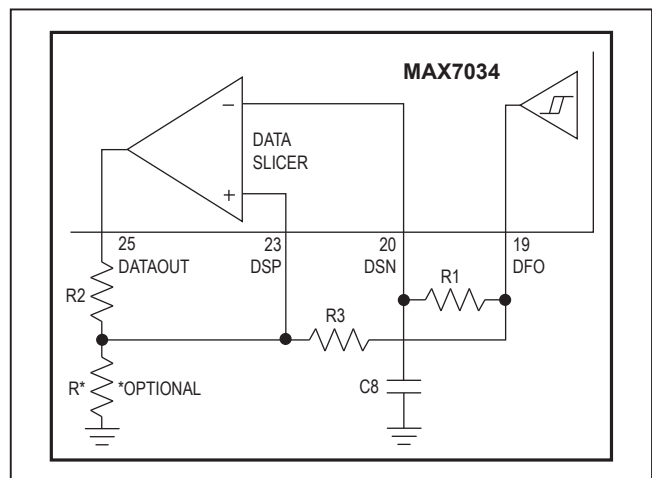 MAX7034
−
DATA
SLICER
+
25
DATAOUT
23
DSP
20
DSN
19
DFO
R2
R1
R3
R*
*OPTIONAL
C8